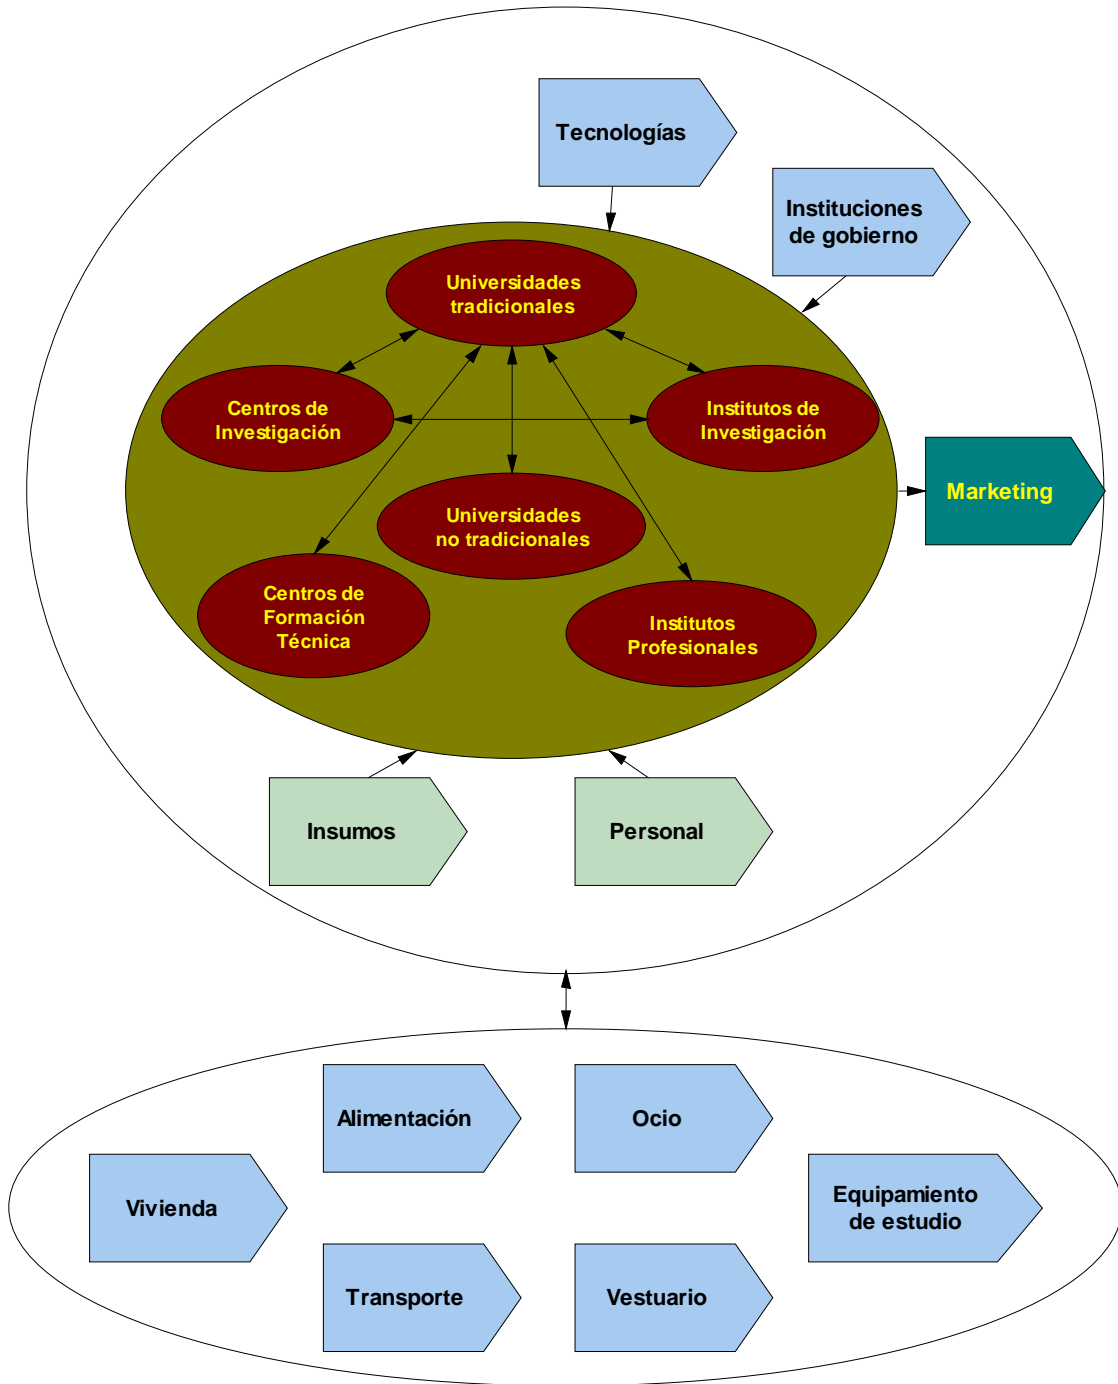 Tecnologías
Instituciones
de gobierno
Universidades
tradicionales
Centros de
Investigación
Institutos de
Investigación
Marketing
Universidades
no tradicionales
Centros de
Formación
Técnica
Institutos
Profesionales
Insumos
Personal
Alimentación
Ocio
Vivienda
Equipamiento
de estudio
Transporte
Vestuario